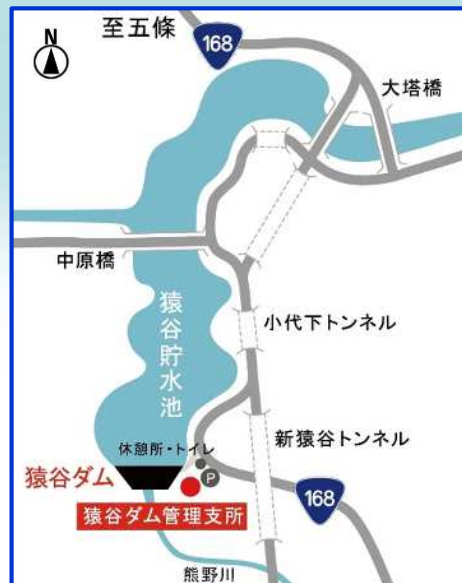 N
至五條
168
大塔橋
中原橋
小代下トンネル
猿谷貯水池
新猿谷トンネル
休憩所・トイレ
猿谷ダム
P
猿谷ダム管理支所
168
熊野川